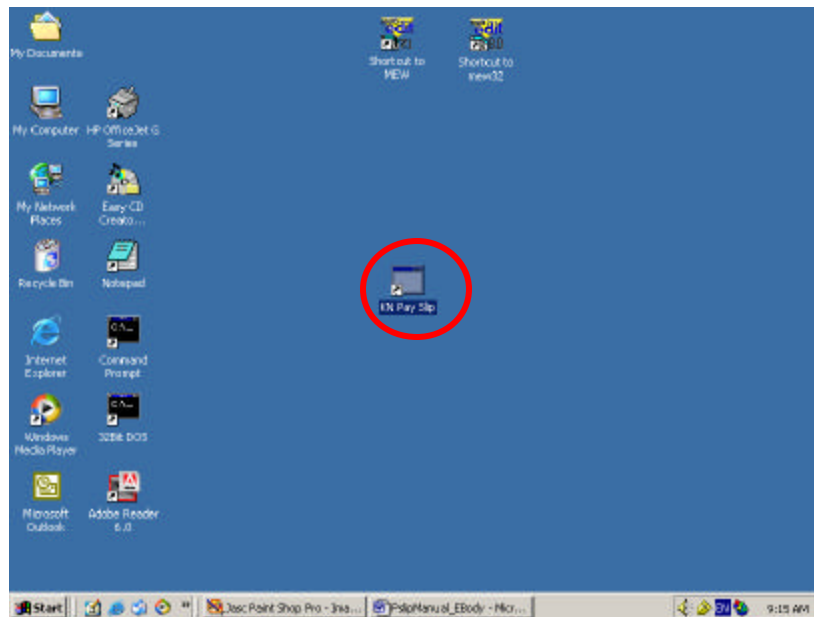 My Documents
Shortcut to
MEW
Shortcut to
mew32
My Computer
HP OfficeJet G
Series
My Network
Places
Easy CD
Creato...
Recycle Bin
Notepad
KN Pay Slip
Internet
Explorer
Command
Prompt
Windows
Media Player
32Bit DOS
Microsoft
Outlook
Adobe Reader
6.0
Start
Jasc Paint Shop Pro - Ima...
PslipManual_EBody - Micr...
EN
9:15 AM